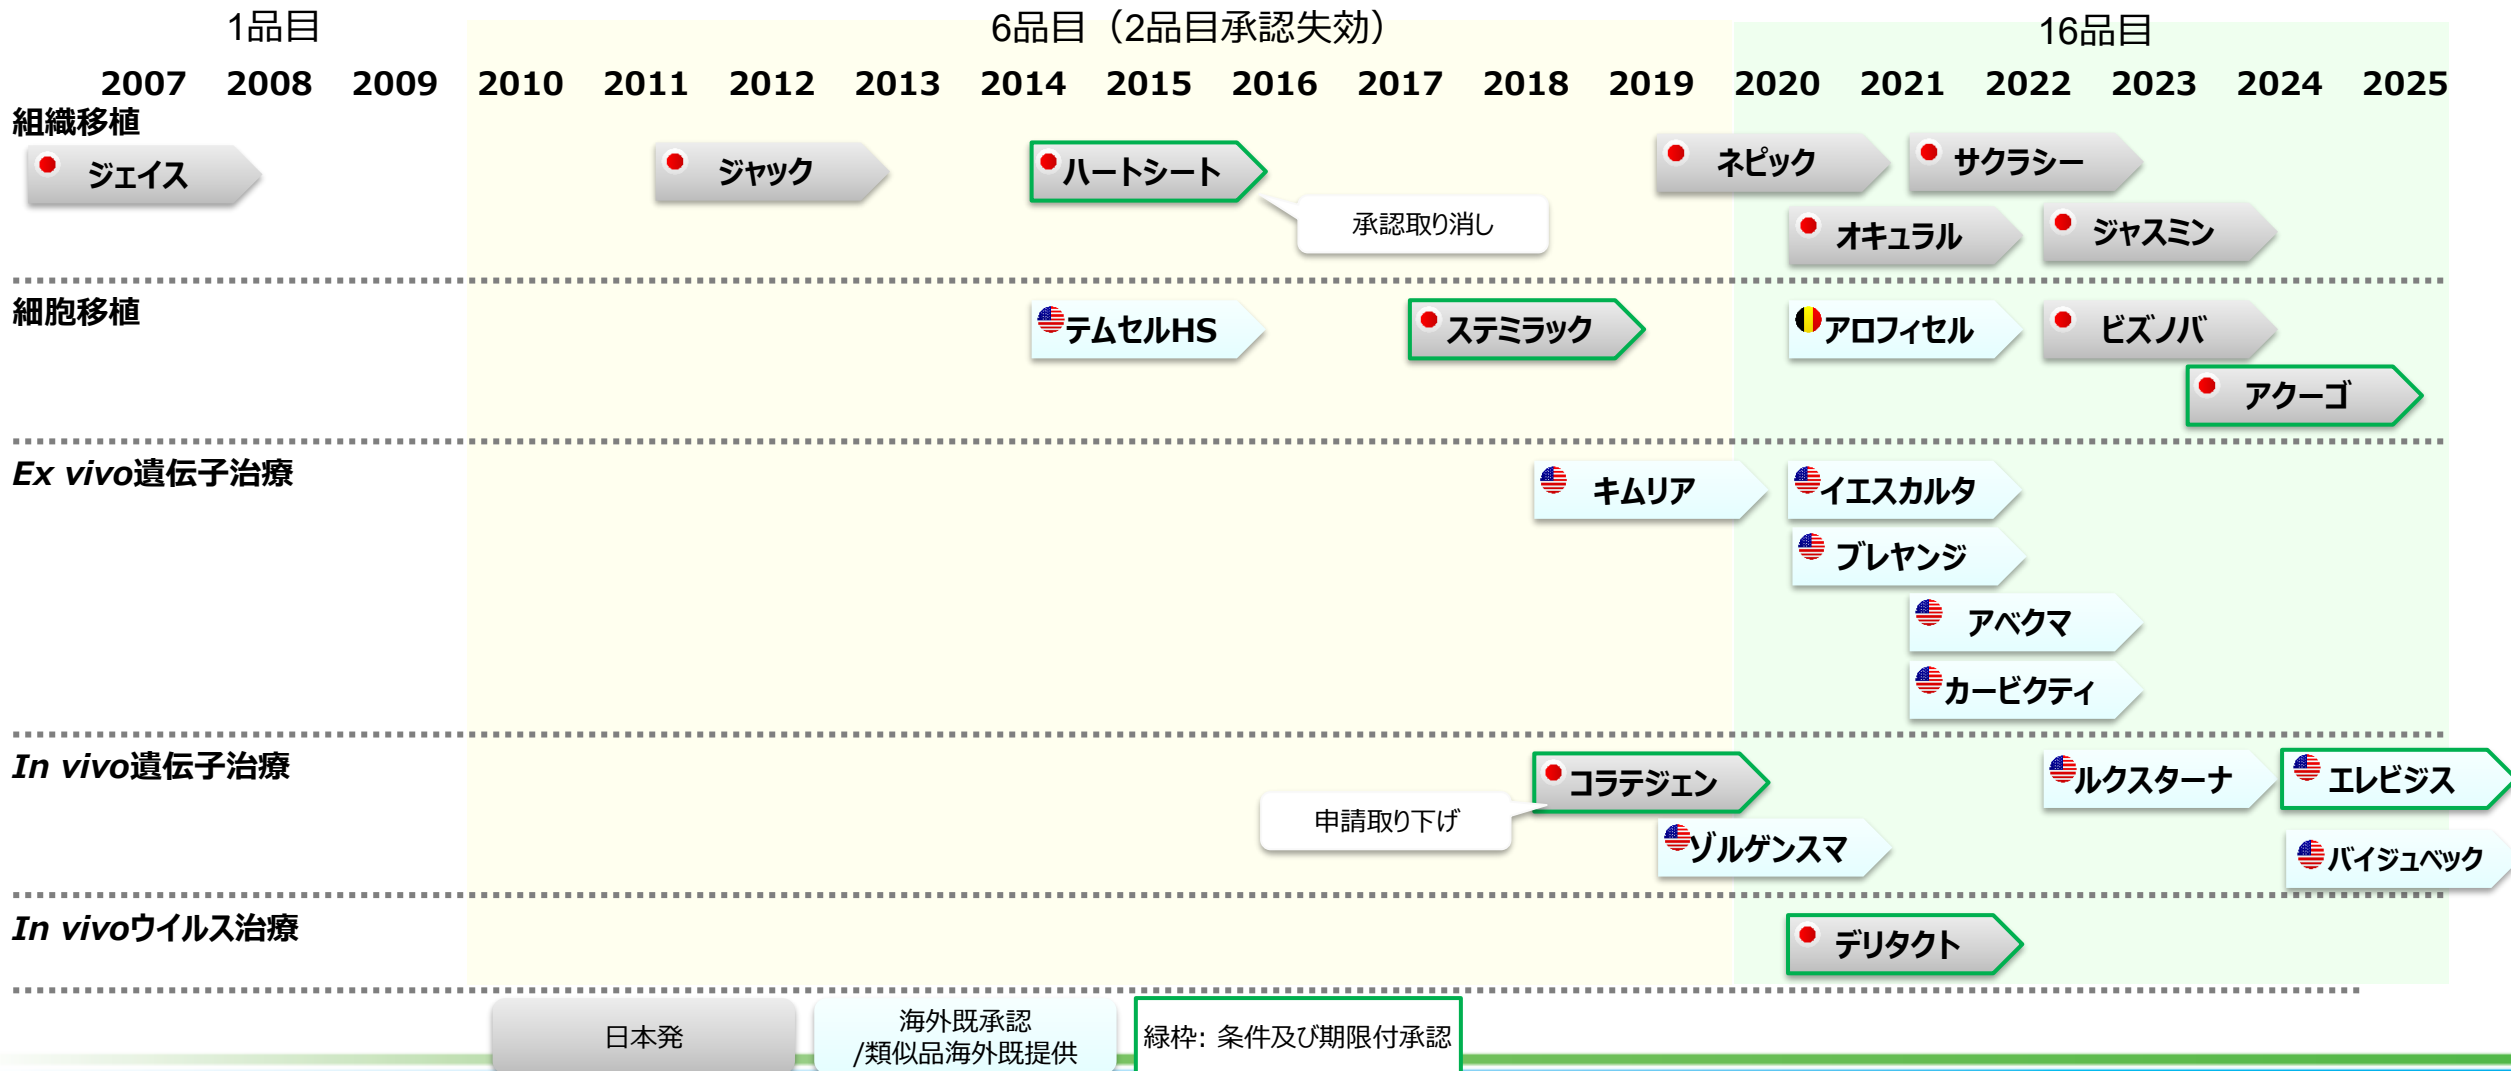 1品目
6品目（2品目承認失効）
16品目
2007 2008 2009 2010 2011 2012 2013 2014 2015 2016 2017 2018 2019 2020 2021 2022 2023 2024 2025
組織移植
ジェイス
ジャック
ハートシート
ネピック
サクラシー
承認取り消し
オキュラル
ジャスミン
細胞移植
テムセルHS
ステミラック
アロフィセル
ビズノバ
アクーゴ
Ex vivo遺伝子治療
キムリア
イエスカルタ
ブレヤンジ
アベクマ
カービクティ
In vivo遺伝子治療
コラテジェン
ルクスターナ
エレビジス
申請取り下げ
ゾルゲンスマ
バイジュベック
In vivoウイルス治療
デリタクト
日本発
海外既承認
/類似品海外既提供
緑枠: 条件及び期限付承認